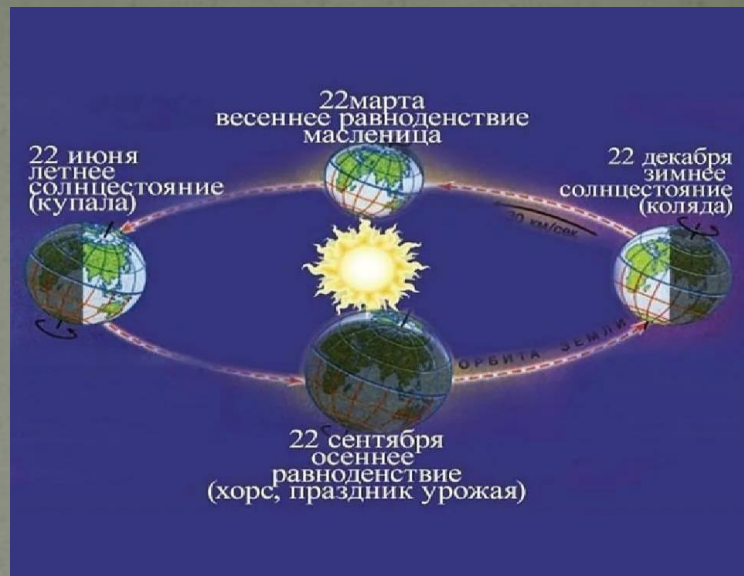 22марта
весеннее равноденствие
масленица
22 июня
летнее
солнцестояние
(купала)
22 декабря
зимнее
солнцестояние
(коляда)
км/сек.
ОРБИТА ЗЕМЛИ
22 сентября
осеннее
равноденствие
(хорс, праздник урожая)